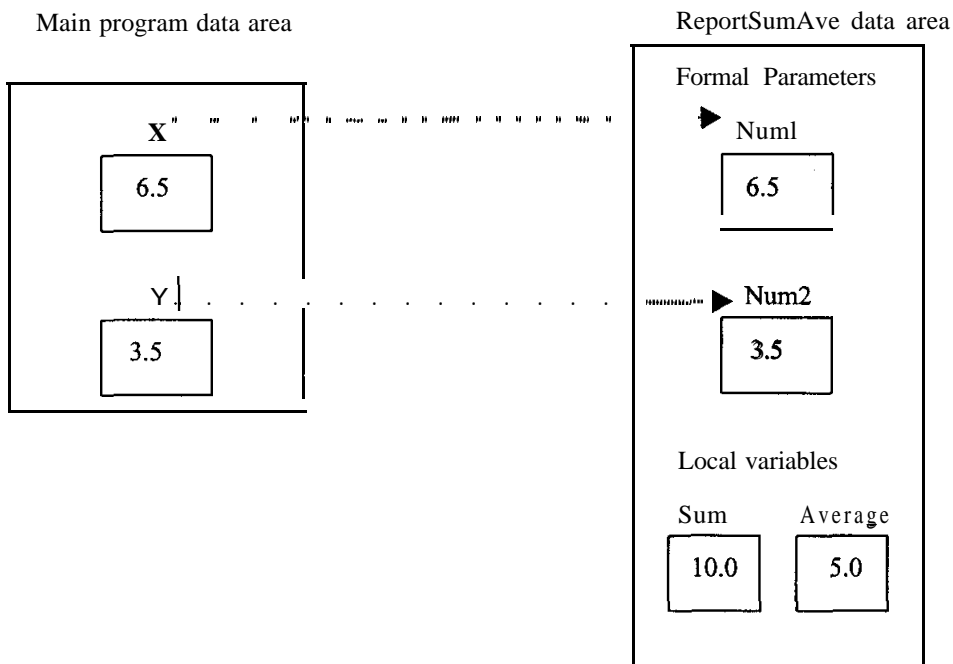 Main program data area
ReportSumAve data area
Formal Parameters
X
Num1
6.5
6.5
Y
Num2
3.5
3.5
Local variables
Sum Average
10.0 5.0